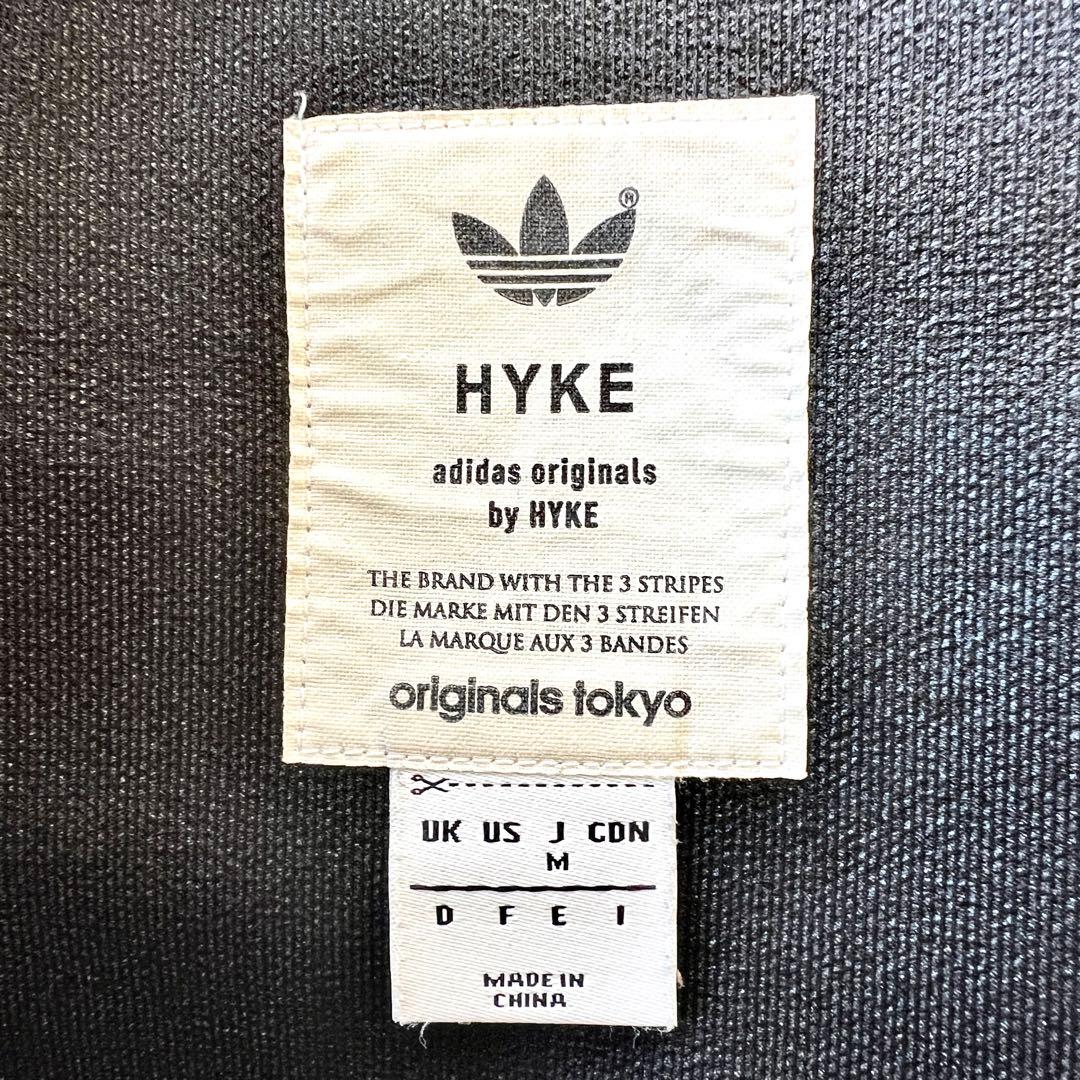 HYKE
adidas originals
by HYKE
THE BRAND WITH THE 3 STRIPES
DIE MARKE MIT DEN 3 STREIFEN
LA MARQUE AUX 3 BANDES
originals tokyo
UK US J CDN
M
D F E I
MADE IN
CHINA